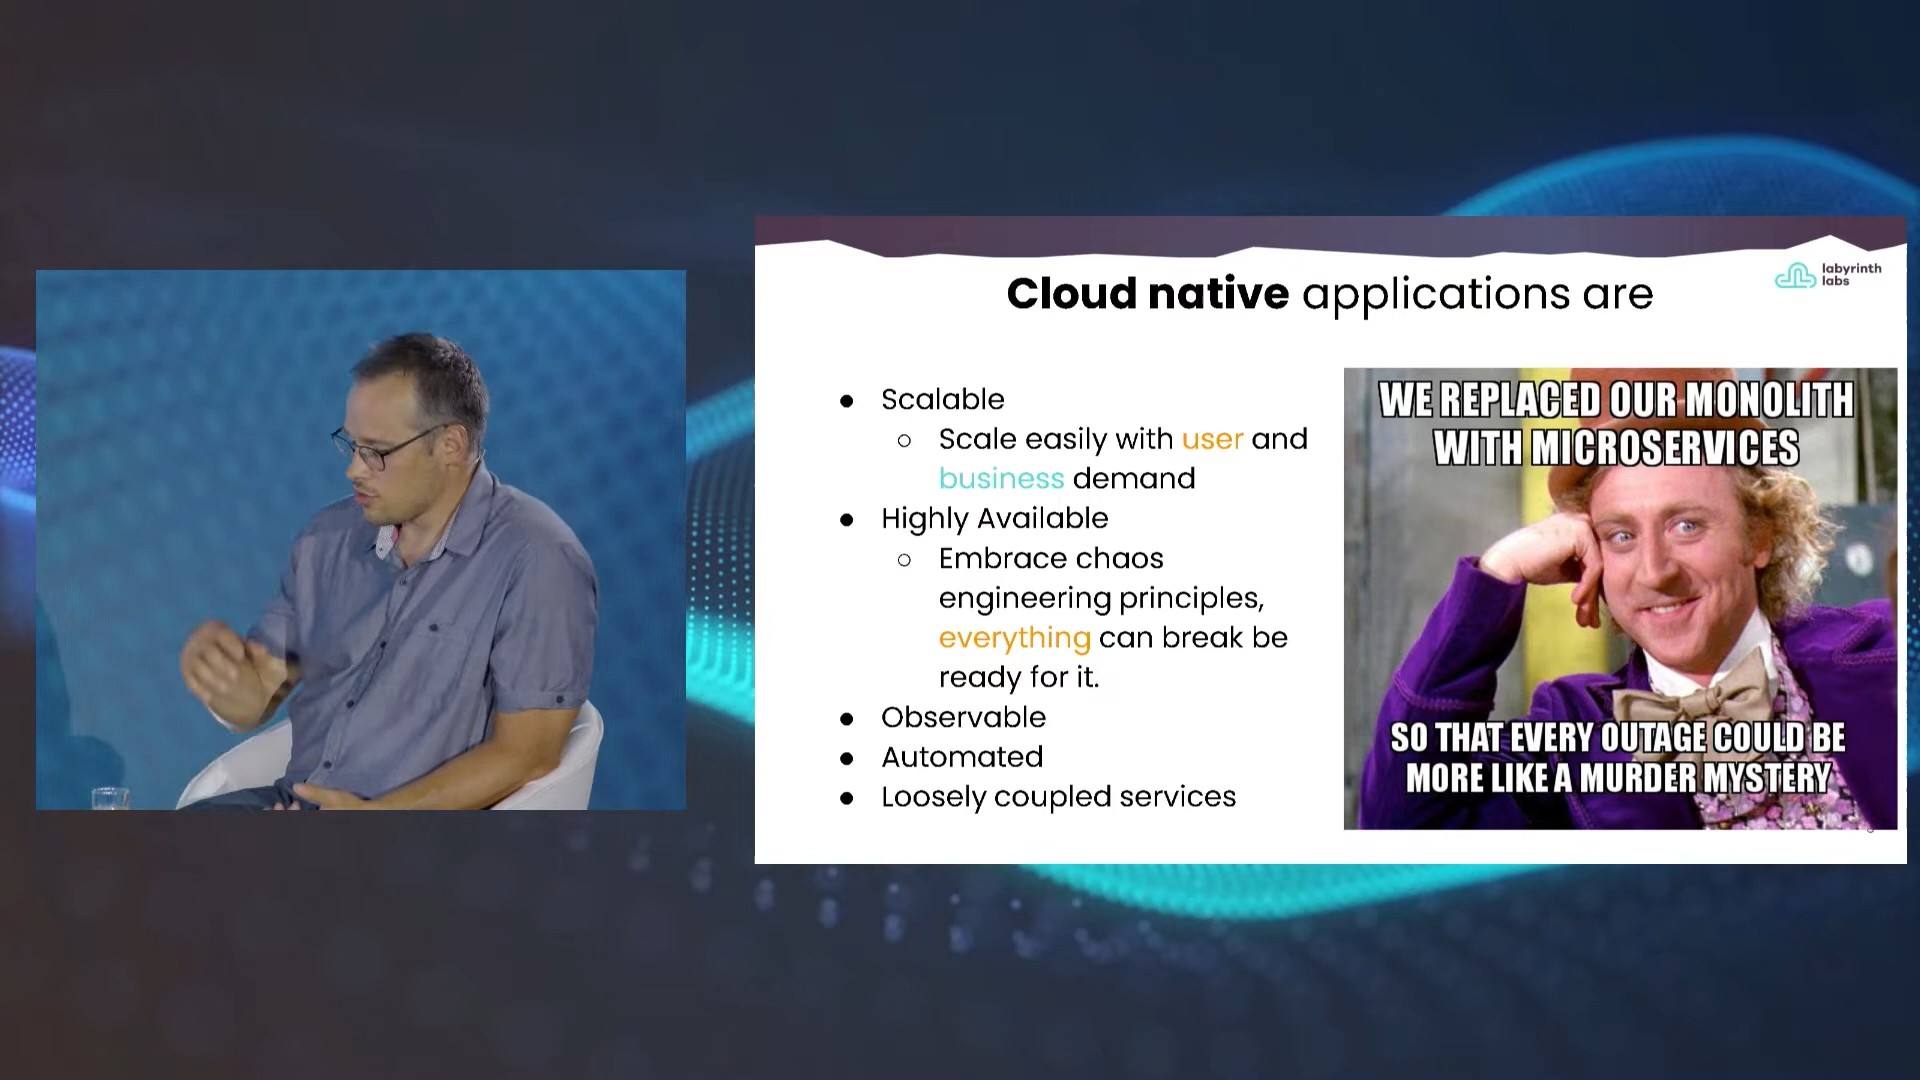 Cloud native applications are
labyrinth
labs
● Scalable
○ Scale easily with user and
business demand
● Highly Available
○ Embrace chaos
engineering principles,
everything can break be
ready for it.
● Observable
● Automated
● Loosely coupled services
WE REPLACED OUR MONOLITH
WITH MICROSERVICES
SO THAT EVERY OUTAGE COULD BE
MORE LIKE A MURDER MYSTERY